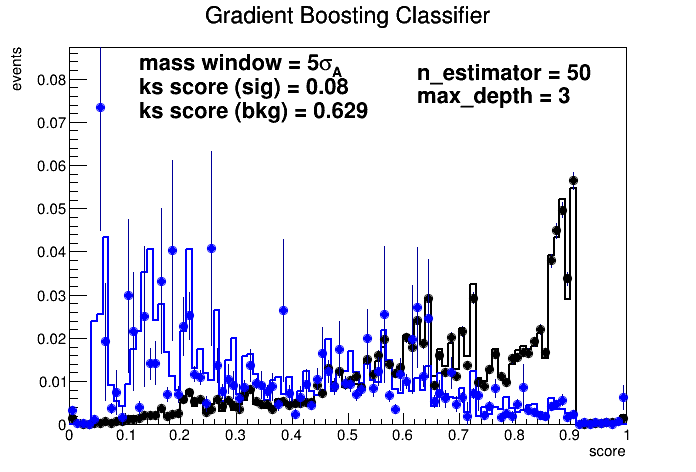 Gradient Boosting Classifier
events
mass window = 5σA
ks score (sig) = 0.08
ks score (bkg) = 0.629
n_estimator = 50
max_depth = 3
0.08
0.07
0.06
0.05
0.04
0.03
0.02
0.01
0
0 0.1 0.2 0.3 0.4 0.5 0.6 0.7 0.8 0.9 1
score